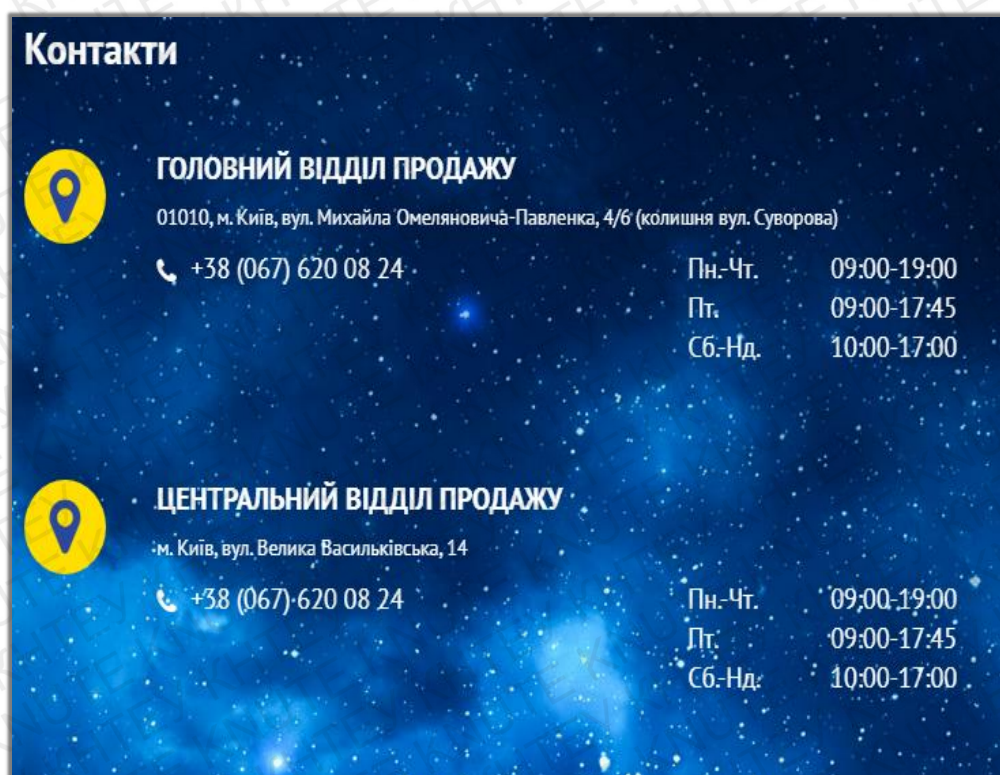 Контакти
ГОЛОВНИЙ ВІДДІЛ ПРОДАЖУ
01010, м. Київ, вул. Михайла Омеляновича-Павленка, 4/6 (колишня вул. Суворова)
+38 (067) 620 08 24
Пн.-Чт. 09:00-19:00
Пт. 09:00-17:45
Сб.-Нд. 10:00-17:00
ЦЕНТРАЛЬНИЙ ВІДДІЛ ПРОДАЖУ
м. Київ, вул. Велика Васильківська, 14
+38 (067) 620 08 24
Пн.-Чт. 09:00-19:00
Пт. 09:00-17:45
Сб.-Нд. 10:00-17:00